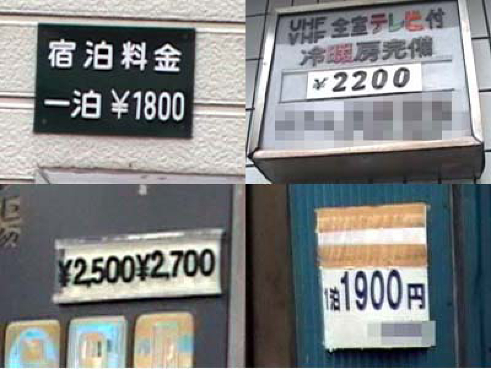 宿泊料金
一泊 ¥1800
UHF
VHF 全室テレビ付
冷暖房完備
2200
¥2,500¥2,700
1泊1900円